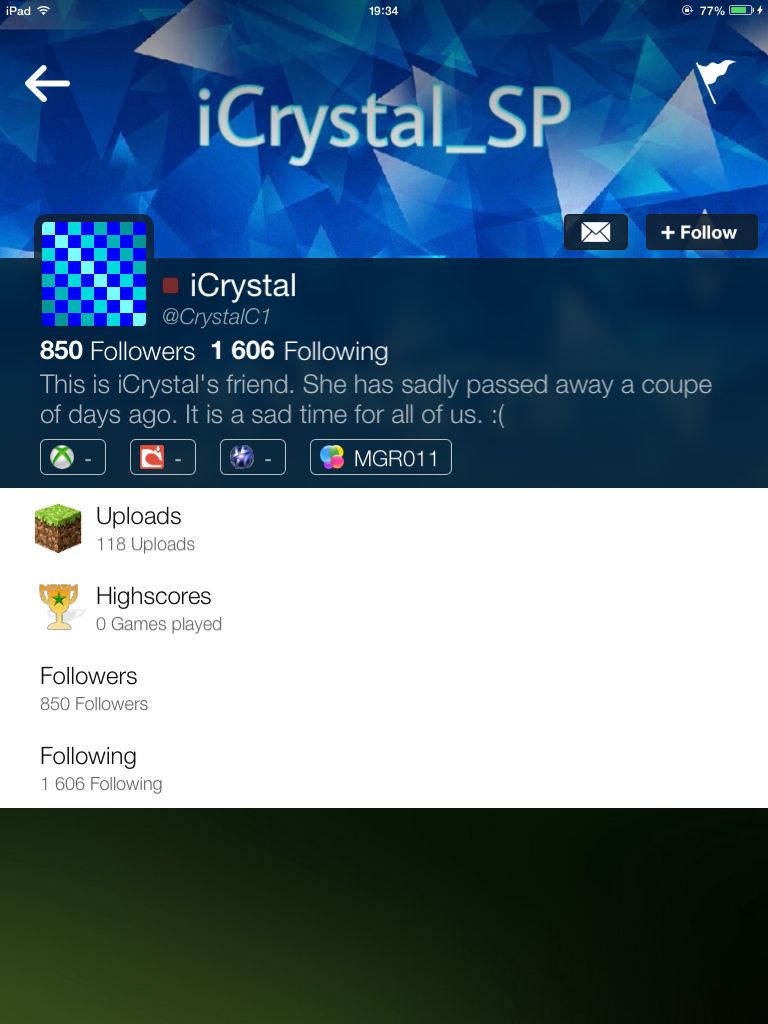 iPad 19:34 77%
iCrystal_SP
+ Follow
iCrystal
@CrystalC1
850 Followers 1 606 Following
This is iCrystal's friend. She has sadly passed away a coupe
of days ago. It is a sad time for all of us. :(
- - - MGR011
Uploads
118 Uploads
Highscores
0 Games played
Followers
850 Followers
Following
1 606 Following